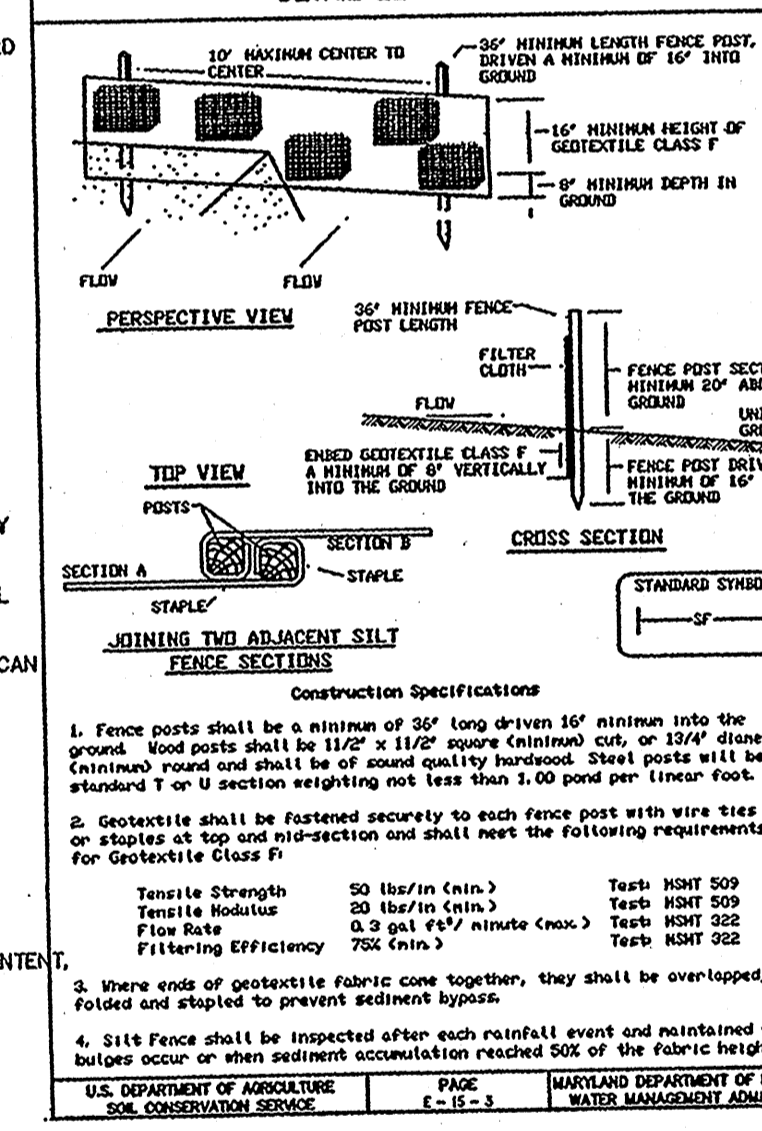 10' MAXIMUM CENTER TO
CENTER
36" MINIMUM LENGTH FENCE POST,
DRIVEN A MINIMUM OF 16" INTO
GROUND
16" MINIMUM HEIGHT OF
GEOTEXTILE CLASS F
8" MINIMUM DEPTH IN
GROUND
FLOW
FLOW
PERSPECTIVE VIEW
36" MINIMUM FENCE
POST LENGTH
FILTER
CLOTH
FENCE POST SECT
MINIMUM 20" AB
GROUND
FLOW
UN
GR
EMBED GEOTEXTILE CLASS F
A MINIMUM OF 8" VERTICALLY
INTO THE GROUND
FENCE POST DRIV
MINIMUM OF 16"
THE GROUND
CROSS SECTION
TOP VIEW
POSTS
SECTION B
SECTION A
STAPLE
STAPLE
JOINING TWO ADJACENT SILT
FENCE SECTIONS
STANDARD SYMBO
SF
CAN
NTENT,
Construction Specifications
1. Fence posts shall be a minimum of 36" long driven 16" minimum into the
ground. Wood posts shall be 11/2" x 11/2" square (minimum) cut, or 13/4" diame
(minimum) round and shall be of sound quality hardwood. Steel posts will be
standard T or U section weighting not less than 1.00 pond per linear foot.
2. Geotextile shall be fastened securely to each fence post with wire ties
or staples at top and mid-section and shall meet the following requirements
for Geotextile Class F:
Tensile Strength 50 lbs/in (min.) Test: MSMT 509
Tensile Modulus 20 lbs/in (min.) Test: MSMT 509
Flow Rate 0.3 gal ft²/ minute (max.) Test: MSMT 322
Filtering Efficiency 75% (min.) Test: MSMT 322
3. Where ends of geotextile fabric come together, they shall be overlapped,
folded and stapled to prevent sediment bypass.
4. Silt Fence shall be inspected after each rainfall event and maintained
bulges occur or when sediment accumulation reached 50% of the fabric heigh
U.S. DEPARTMENT OF AGRICULTURE
SOIL CONSERVATION SERVICE
PAGE
E - 15 - 3
MARYLAND DEPARTMENT OF
WATER MANAGEMENT ADM